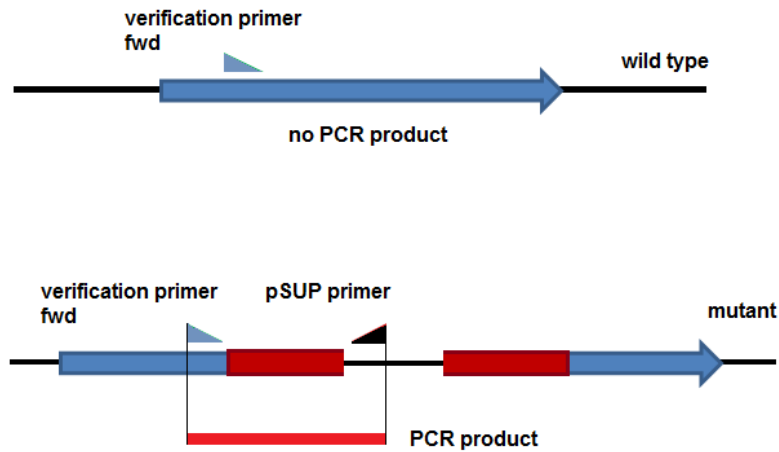 verification primer
fwd
wild type
no PCR product
verification primer
fwd
pSUP primer
mutant
PCR product